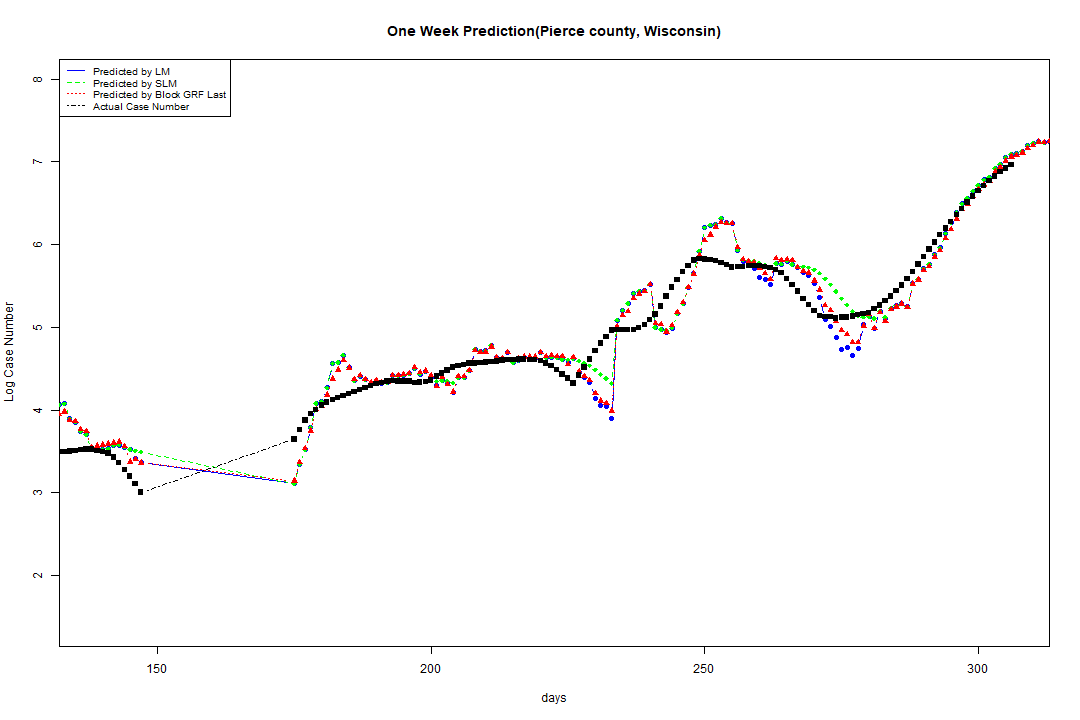 One Week Prediction(Pierce county, Wisconsin)
Predicted by LM
Predicted by SLM
Predicted by Block GRF Last
Actual Case Number
Log Case Number
8
7
6
5
4
3
2
150 200 250 300
days